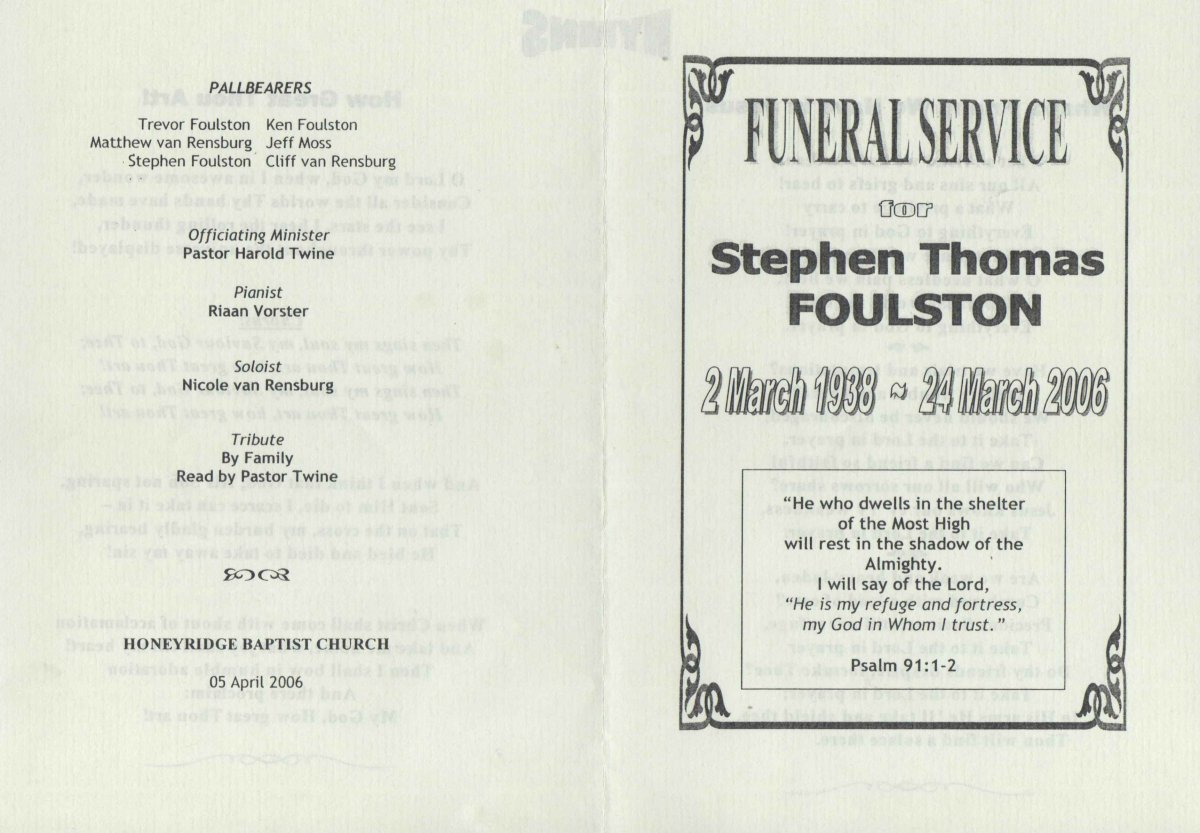 PALLBEARERS
Trevor Foulston Ken Foulston
Matthew van Rensburg Jeff Moss
Stephen Foulston Cliff van Rensburg
Officiating Minister
Pastor Harold Twine
Pianist
Riaan Vorster
Soloist
Nicole van Rensburg
Tribute
By Family
Read by Pastor Twine
HONEYRIDGE BAPTIST CHURCH
05 April 2006
FUNERAL SERVICE
for
Stephen Thomas
FOULSTON
2 March 1938 ~ 24 March 2006
“He who dwells in the shelter
of the Most High
will rest in the shadow of the
Almighty.
I will say of the Lord,
“He is my refuge and fortress,
my God in Whom I trust.”
Psalm 91:1-2